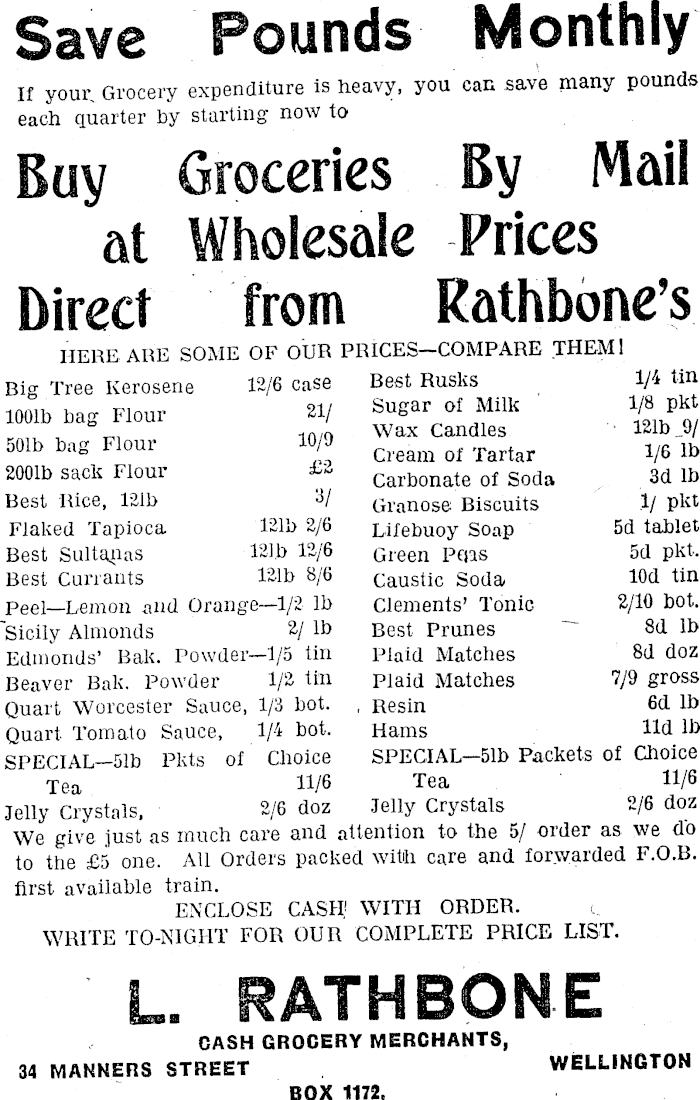 Save Pounds Monthly
If your Grocery expenditure is heavy, you can save many pounds
each quarter by starting now to
Buy Groceries By Mail
at Wholesale Prices
Direct from Rathbone's
HERE ARE SOME OF OUR PRICES—COMPARE THEM!
Big Tree Kerosene 12/6 case
100lb bag Flour 21/
50lb bag Flour 10/9
200lb sack Flour £2
Best Rice, 12lb 3/
Flaked Tapioca 12lb 2/6
Best Sultanas 12lb 12/6
Best Currants 12lb 8/6
Peel—Lemon and Orange—1/2 lb
Sicily Almonds 2/ lb
Edmonds' Bak. Powder—1/5 tin
Beaver Bak. Powder 1/2 tin
Quart Worcester Sauce, 1/3 bot.
Quart Tomato Sauce, 1/4 bot.
SPECIAL—5lb Pkts of Choice
Tea 11/6
Jelly Crystals, 2/6 doz
Best Rusks 1/4 tin
Sugar of Milk 1/8 pkt
Wax Candles 12lb 9/
Cream of Tartar 1/6 lb
Carbonate of Soda 3d lb
Granose Biscuits 1/ pkt
Lifebuoy Soap 5d tablet
Green Peas 5d pkt.
Caustic Soda 10d tin
Clements' Tonic 2/10 bot.
Best Prunes 8d lb
Plaid Matches 8d doz
Plaid Matches 7/9 gross
Resin 6d lb
Hams 11d lb
SPECIAL—5lb Packets of Choice
Tea 11/6
Jelly Crystals 2/6 doz
We give just as much care and attention to the 5/ order as we do
to the £5 one. All Orders packed with care and forwarded F.O.B.
first available train.
ENCLOSE CASH WITH ORDER.
WRITE TO-NIGHT FOR OUR COMPLETE PRICE LIST.
L. RATHBONE
CASH GROCERY MERCHANTS,
34 MANNERS STREET WELLINGTON
BOX 1172.